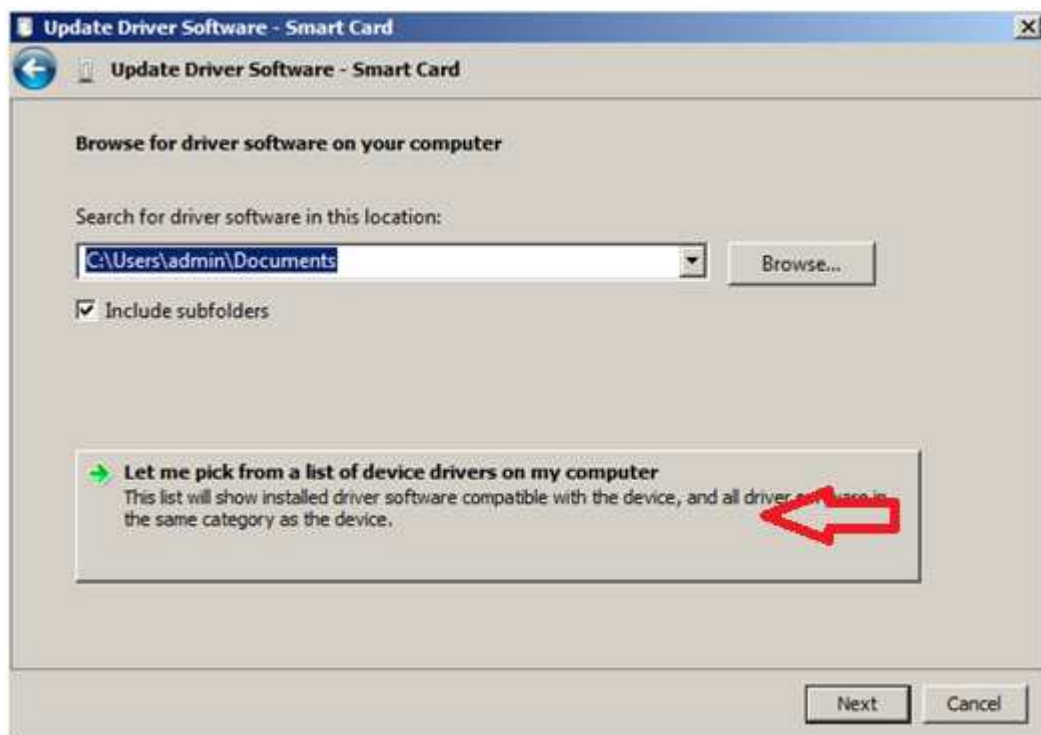 Update Driver Software - Smart Card
Update Driver Software - Smart Card
Browse for driver software on your computer
Search for driver software in this location:
C:\Users\admin\Documents
Browse...
Include subfolders
Let me pick from a list of device drivers on my computer
This list will show installed driver software compatible with the device, and all driver software in
the same category as the device.
Next
Cancel